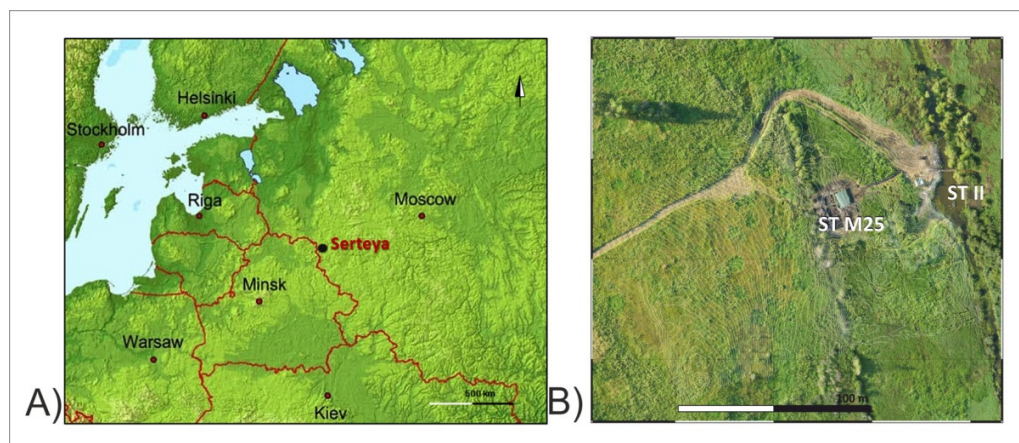 Helsinki
Stockholm
Riga
Moscow
Serteya
Minsk
Warsaw
Kiev
500 km
A)
ST II
ST M25
100 m
B)